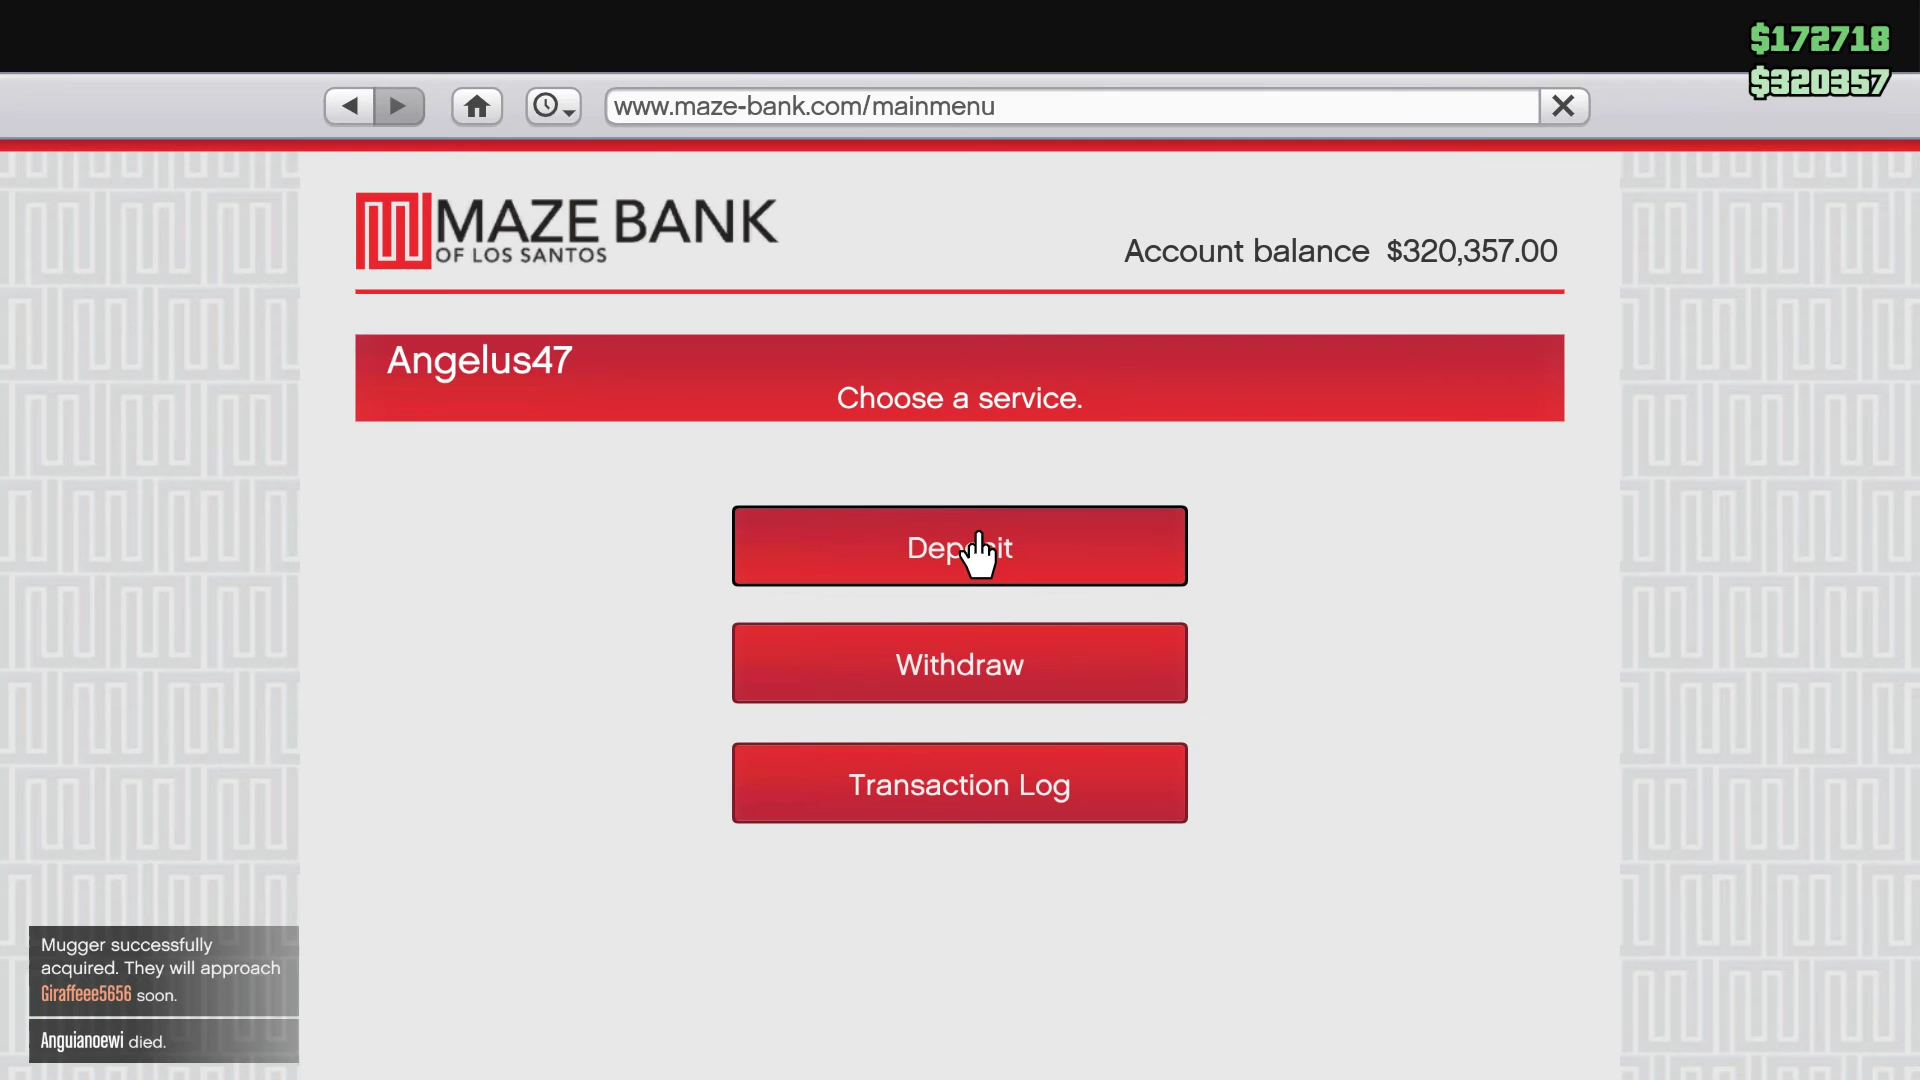 $172718
$320357
www.maze-bank.com/mainmenu
MAZE BANK
OF LOS SANTOS
Account balance $320,357.00
Angelus47
Choose a service.
Deposit
Withdraw
Transaction Log
Mugger successfully
acquired. They will approach
Giraffeee5656 soon.
Anguianoewi died.